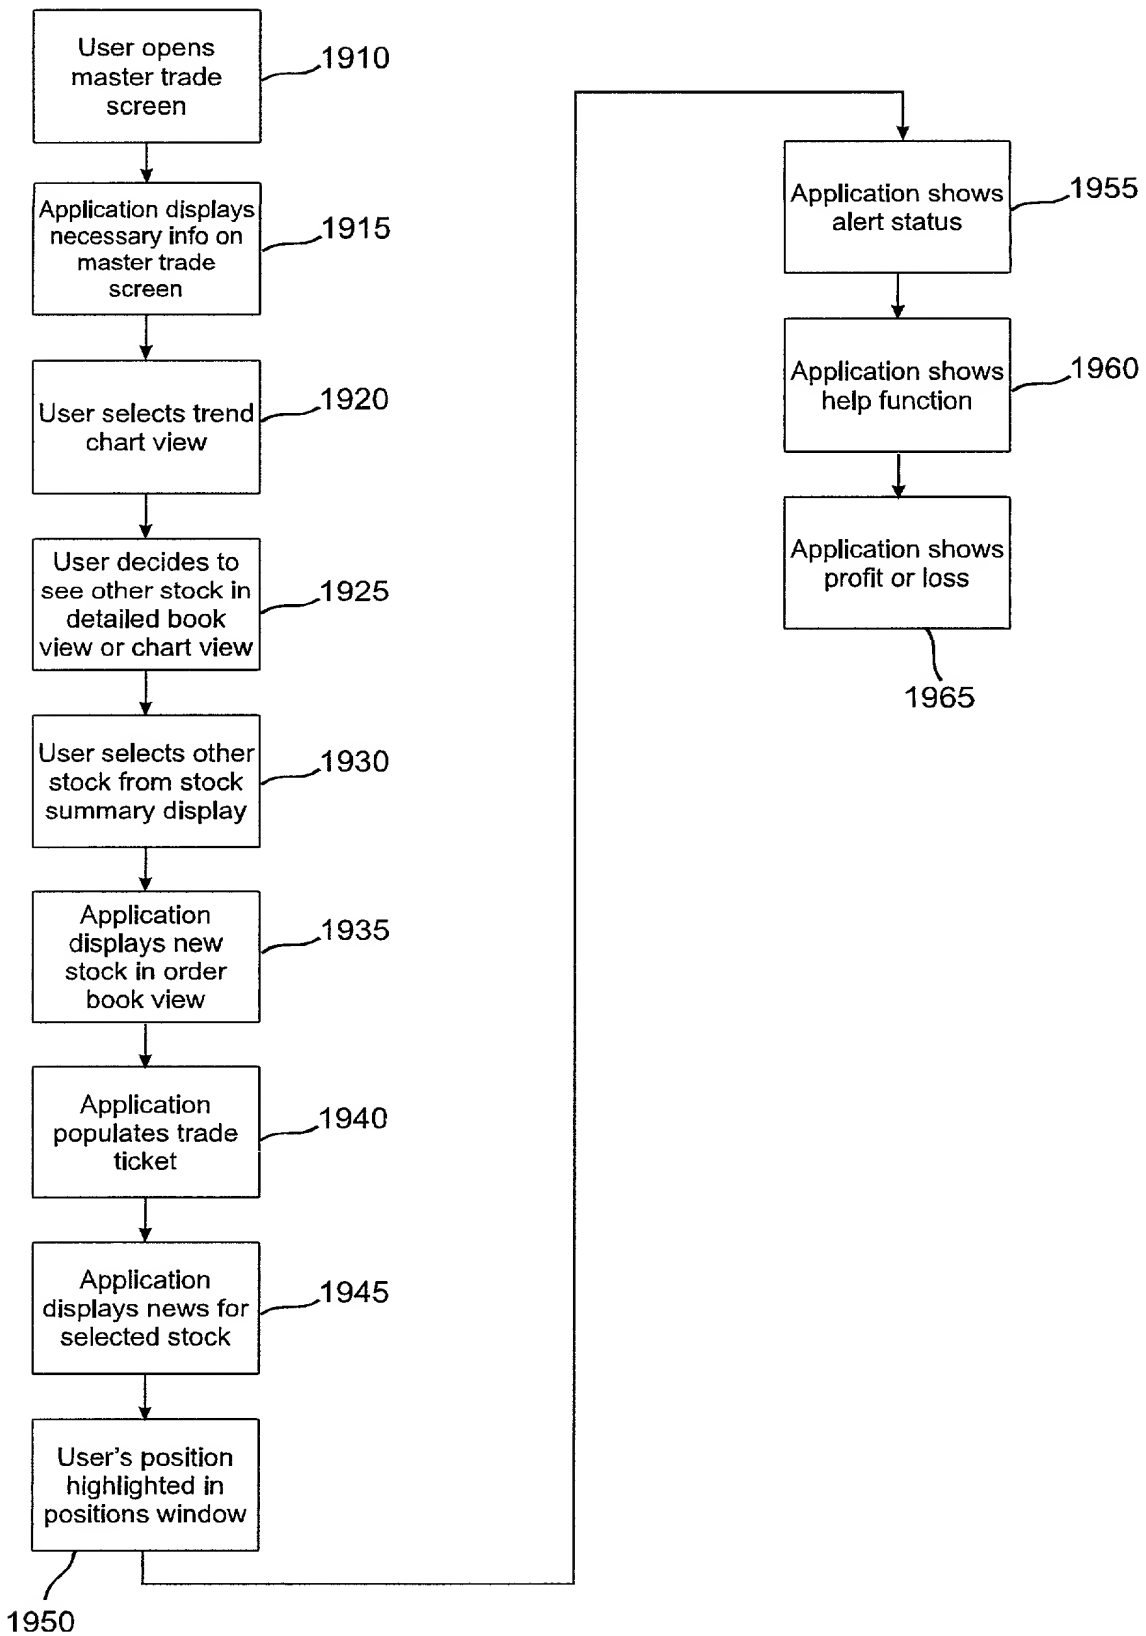 User opens
master trade
screen
1910
Application displays
necessary info on
master trade
screen
1915
User selects trend
chart view
1920
User decides to
see other stock in
detailed book
view or chart view
1925
User selects other
stock from stock
summary display
1930
Application
displays new
stock in order
book view
1935
Application
populates trade
ticket
1940
Application
displays news for
selected stock
1945
User's position
highlighted in
positions window
1950
Application shows
alert status
1955
Application shows
help function
1960
Application shows
profit or loss
1965